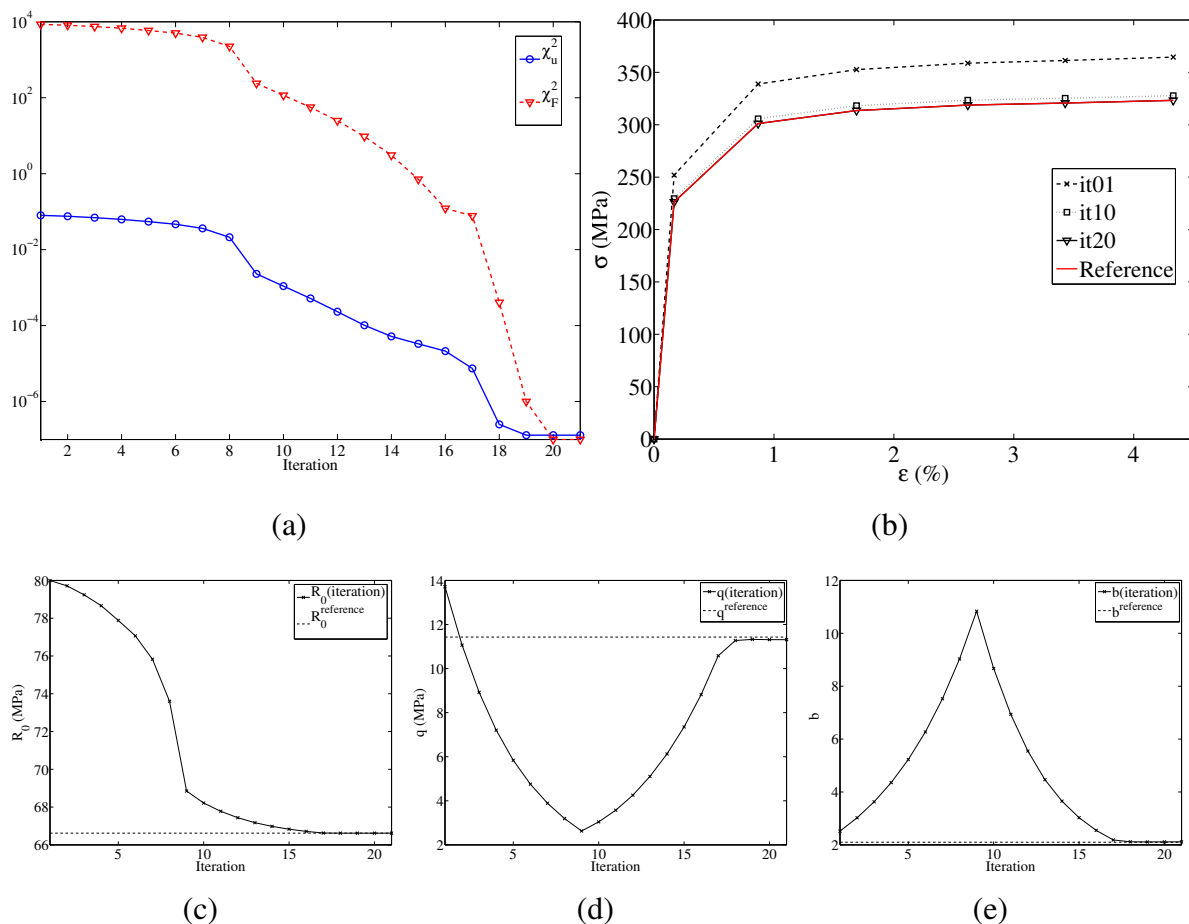 10^4
10^2
10^0
10^-2
10^-4
10^-6
2 4 6 8 10 12 14 16 18 20
Iteration
χ_u^2
χ_F^2
(a)
400
350
300
250
200
150
100
50
0
σ (MPa)
0 1 2 3 4
ε (%)
it01
it10
it20
Reference
(b)
80
78
76
74
72
70
68
66
R_0 (MPa)
5 10 15 20
Iteration
R_0(iteration)
R_0^reference
(c)
14
12
10
8
6
4
2
q (MPa)
5 10 15 20
Iteration
q(iteration)
q^reference
(d)
12
10
8
6
4
2
b
5 10 15 20
Iteration
b(iteration)
b^reference
(e)